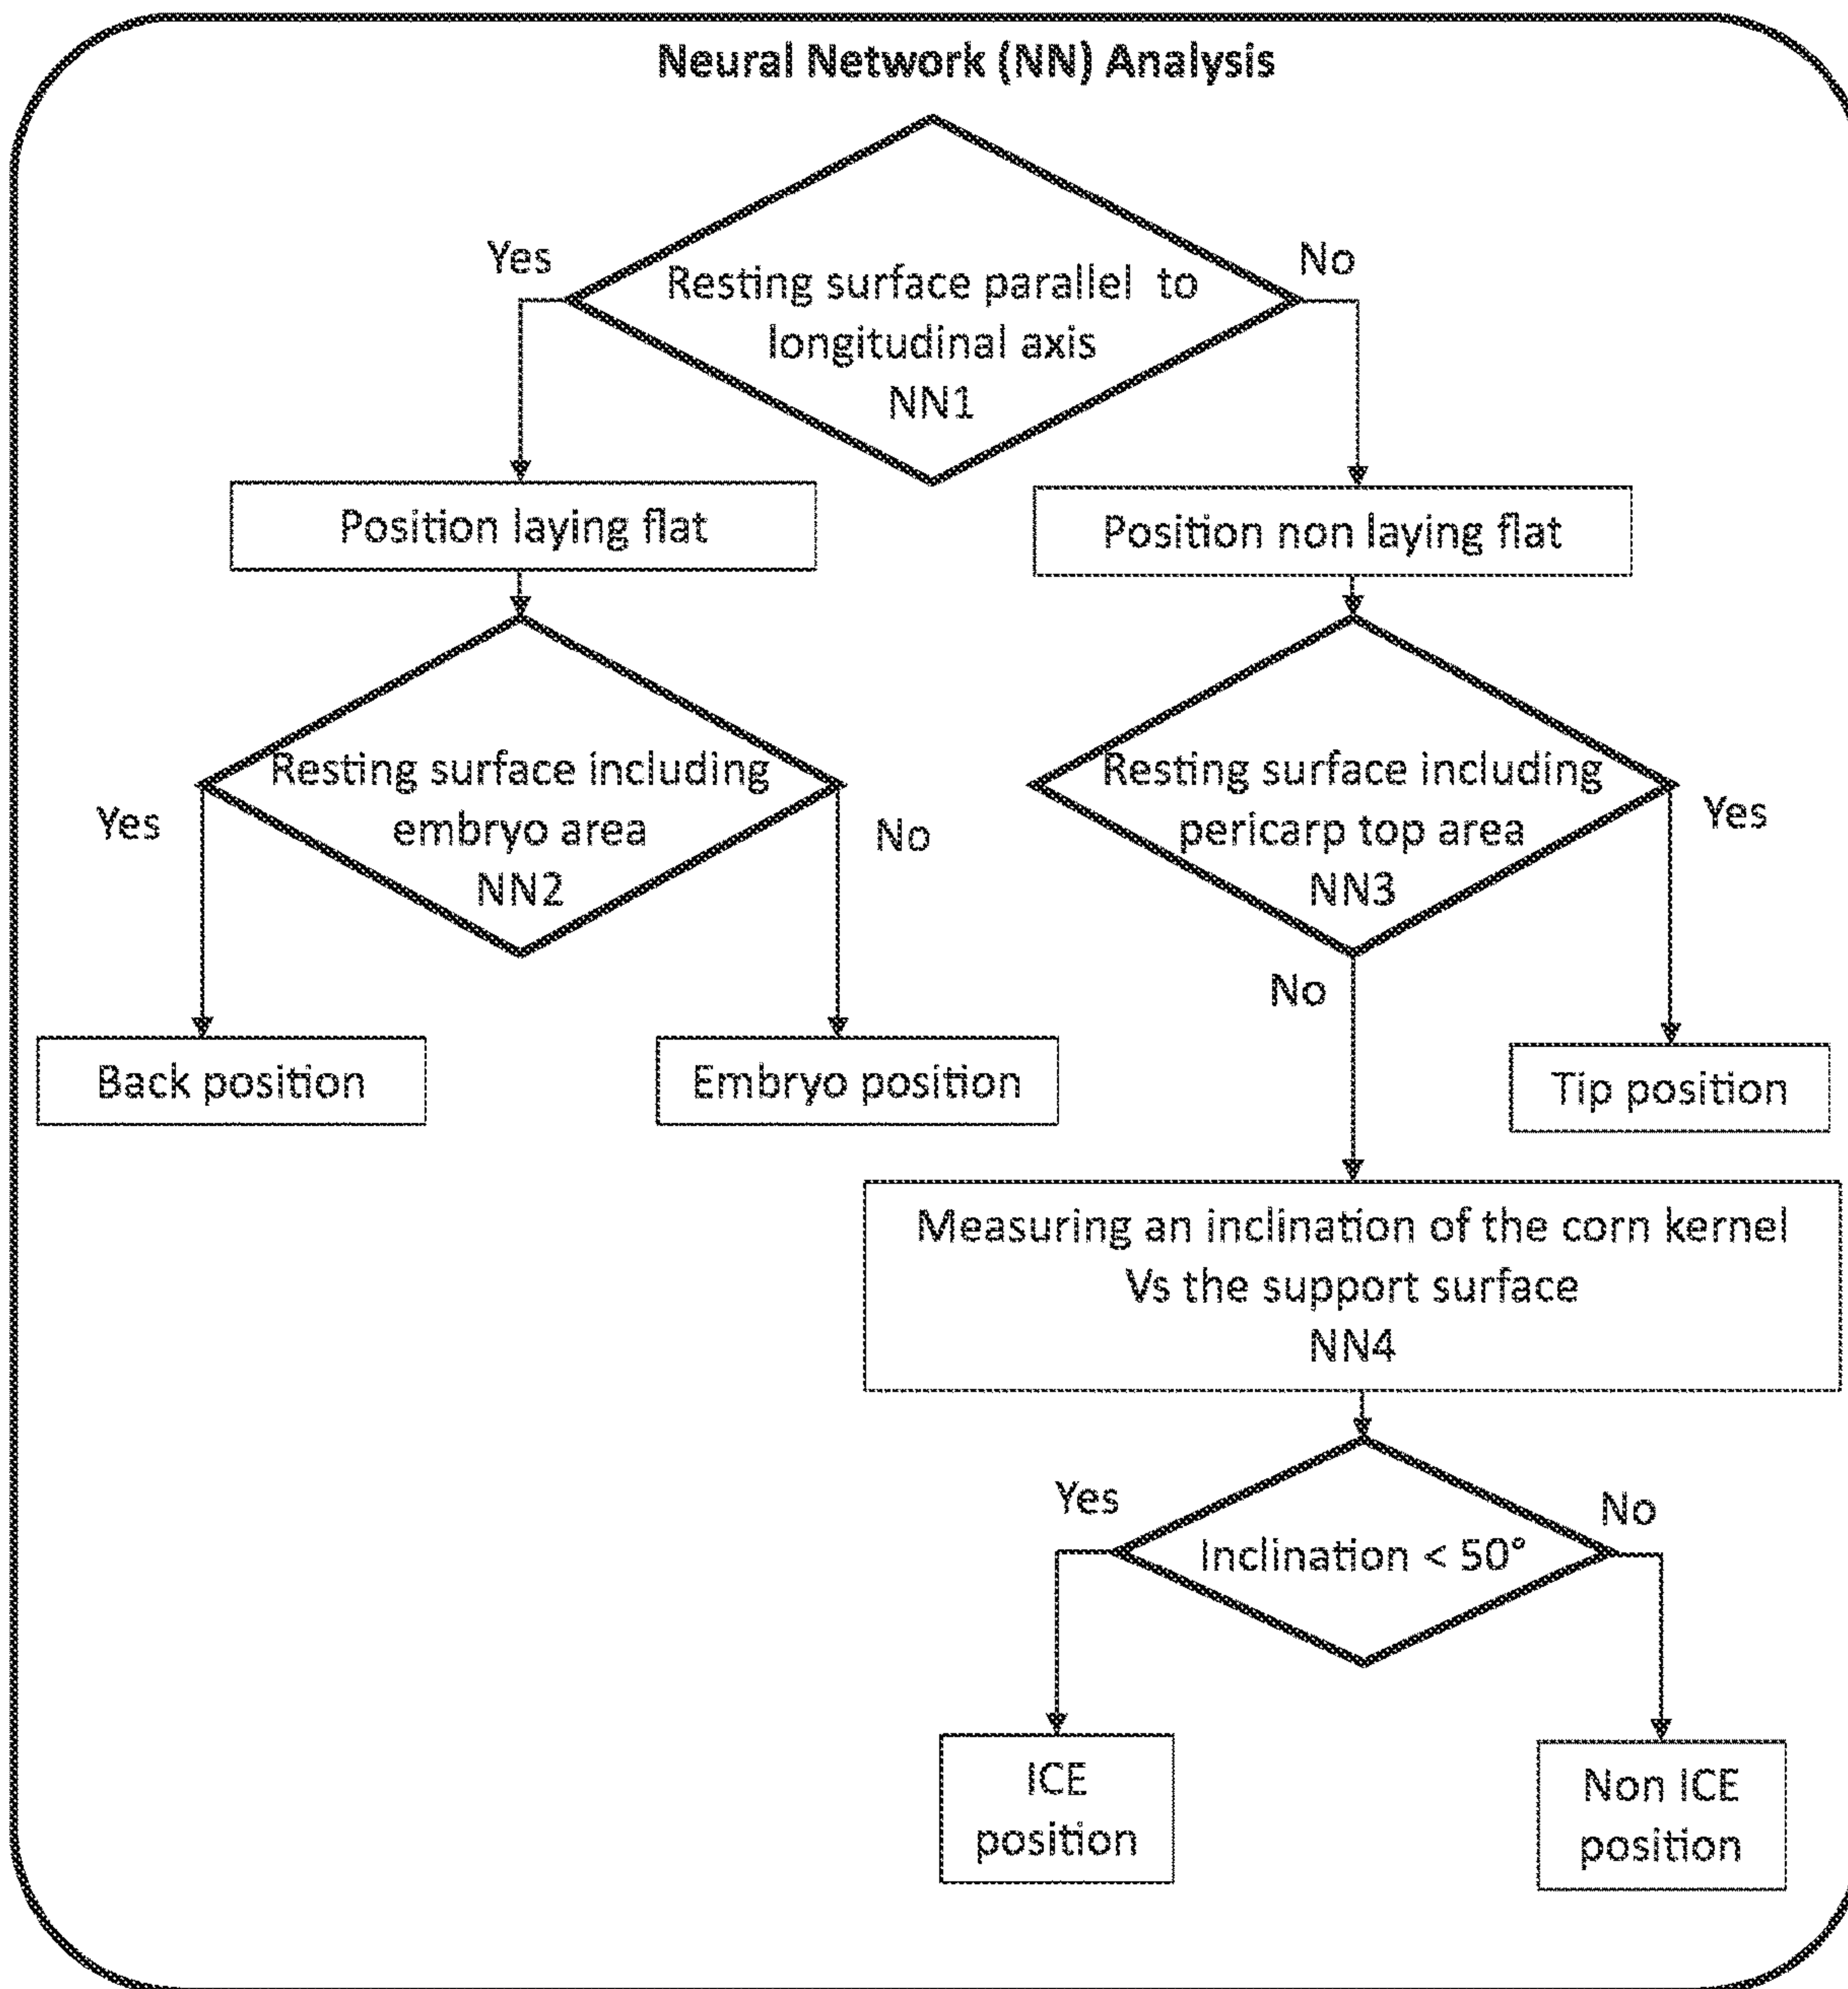 Neural Network (NN) Analysis
Yes
No
Resting surface parallel to
longitudinal axis
NN1
Position laying flat
Position non laying flat
Resting surface including
embryo area
NN2
Yes
No
Resting surface including
pericarp top area
NN3
Yes
No
Back position
Embryo position
Tip position
Measuring an inclination of the corn kernel
Vs the support surface
NN4
Yes
No
Inclination < 50°
ICE
position
Non ICE
position